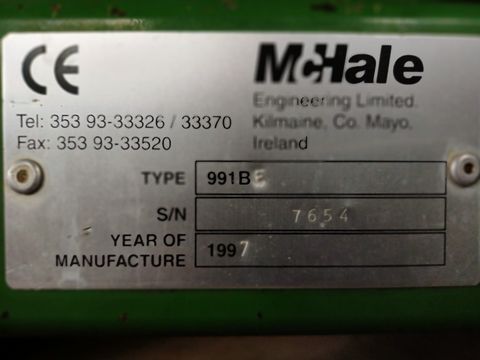 CE McHale
Engineering Limited.
Tel: 353 93-33326 / 33370 Kilmaine, Co. Mayo,
Fax: 353 93-33520 Ireland
TYPE 991BE
S/N 7654
YEAR OF
MANUFACTURE 1997